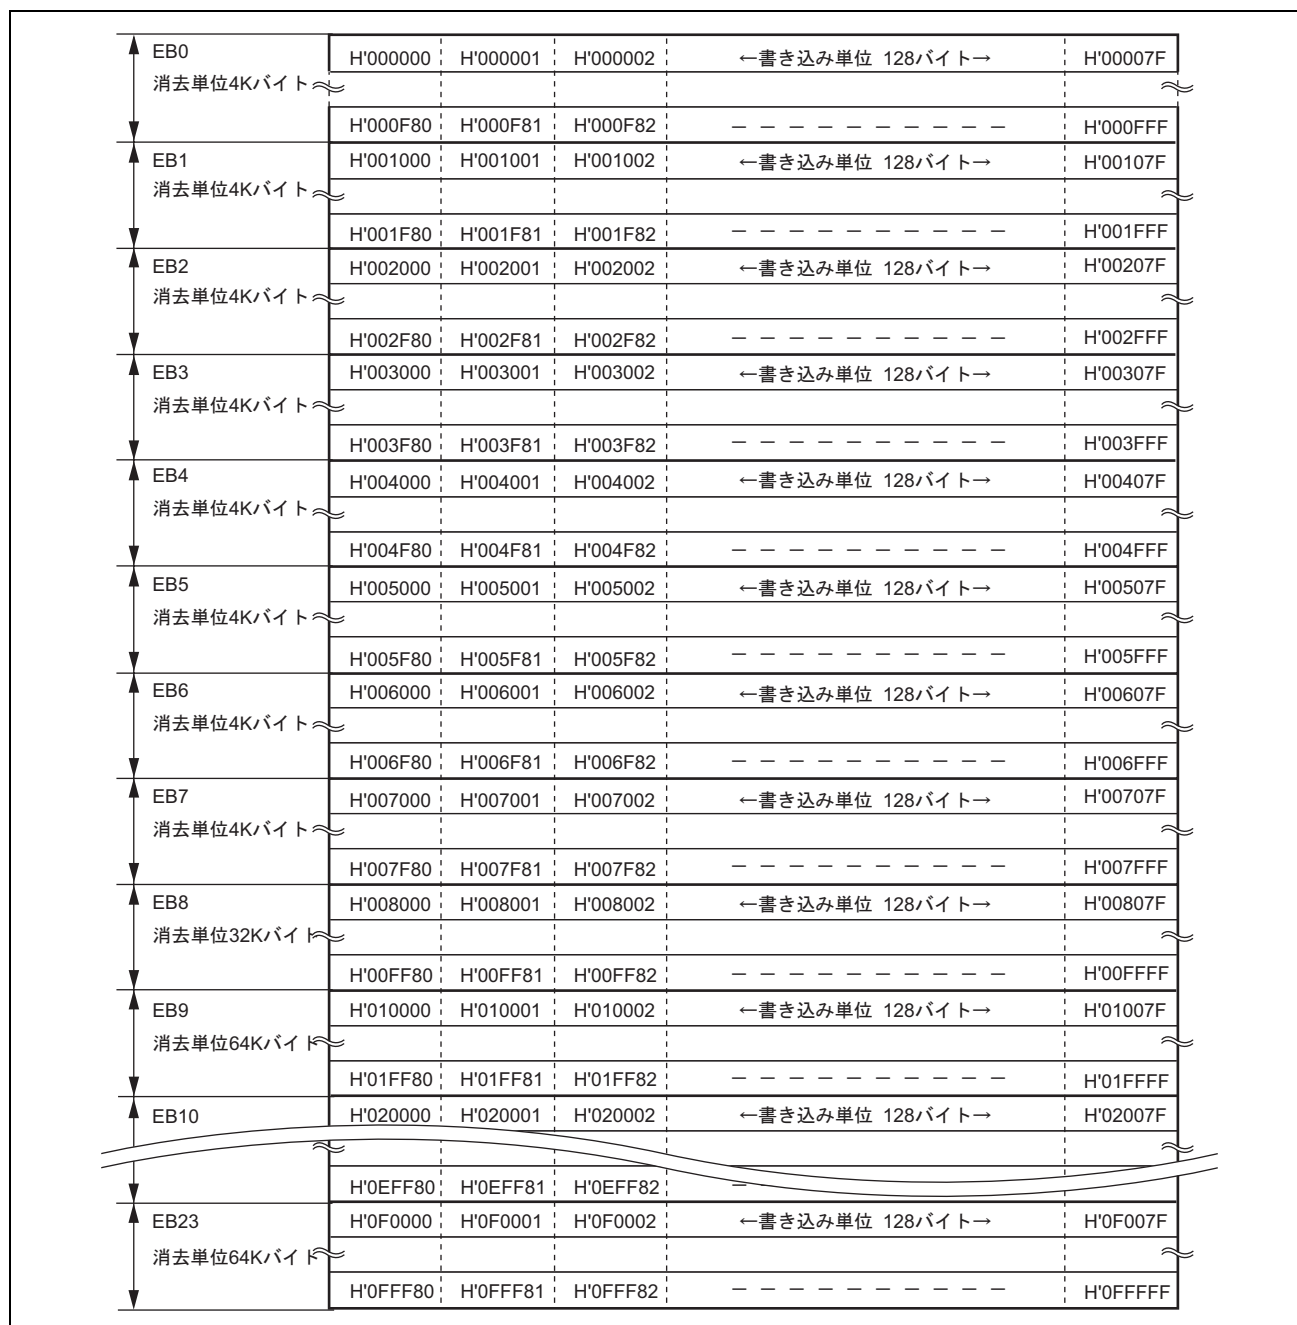 EB0 H'000000 H'000001 H'000002 ←書き込み単位 128バイト→ H'00007F
消去単位4Kバイト
H'000F80 H'000F81 H'000F82 － － － － － － － － － － H'000FFF
EB1 H'001000 H'001001 H'001002 ←書き込み単位 128バイト→ H'00107F
消去単位4Kバイト
H'001F80 H'001F81 H'001F82 － － － － － － － － － － H'001FFF
EB2 H'002000 H'002001 H'002002 ←書き込み単位 128バイト→ H'00207F
消去単位4Kバイト
H'002F80 H'002F81 H'002F82 － － － － － － － － － － H'002FFF
EB3 H'003000 H'003001 H'003002 ←書き込み単位 128バイト→ H'00307F
消去単位4Kバイト
H'003F80 H'003F81 H'003F82 － － － － － － － － － － H'003FFF
EB4 H'004000 H'004001 H'004002 ←書き込み単位 128バイト→ H'00407F
消去単位4Kバイト
H'004F80 H'004F81 H'004F82 － － － － － － － － － － H'004FFF
EB5 H'005000 H'005001 H'005002 ←書き込み単位 128バイト→ H'00507F
消去単位4Kバイト
H'005F80 H'005F81 H'005F82 － － － － － － － － － － H'005FFF
EB6 H'006000 H'006001 H'006002 ←書き込み単位 128バイト→ H'00607F
消去単位4Kバイト
H'006F80 H'006F81 H'006F82 － － － － － － － － － － H'006FFF
EB7 H'007000 H'007001 H'007002 ←書き込み単位 128バイト→ H'00707F
消去単位4Kバイト
H'007F80 H'007F81 H'007F82 － － － － － － － － － － H'007FFF
EB8 H'008000 H'008001 H'008002 ←書き込み単位 128バイト→ H'00807F
消去単位32Kバイト
H'00FF80 H'00FF81 H'00FF82 － － － － － － － － － － H'00FFFF
EB9 H'010000 H'010001 H'010002 ←書き込み単位 128バイト→ H'01007F
消去単位64Kバイト
H'01FF80 H'01FF81 H'01FF82 － － － － － － － － － － H'01FFFF
EB10 H'020000 H'020001 H'020002 ←書き込み単位 128バイト→ H'02007F
H'0EFF80 H'0EFF81 H'0EFF82 －
EB23 H'0F0000 H'0F0001 H'0F0002 ←書き込み単位 128バイト→ H'0F007F
消去単位64Kバイト
H'0FFF80 H'0FFF81 H'0FFF82 － － － － － － － － － － H'0FFFFF